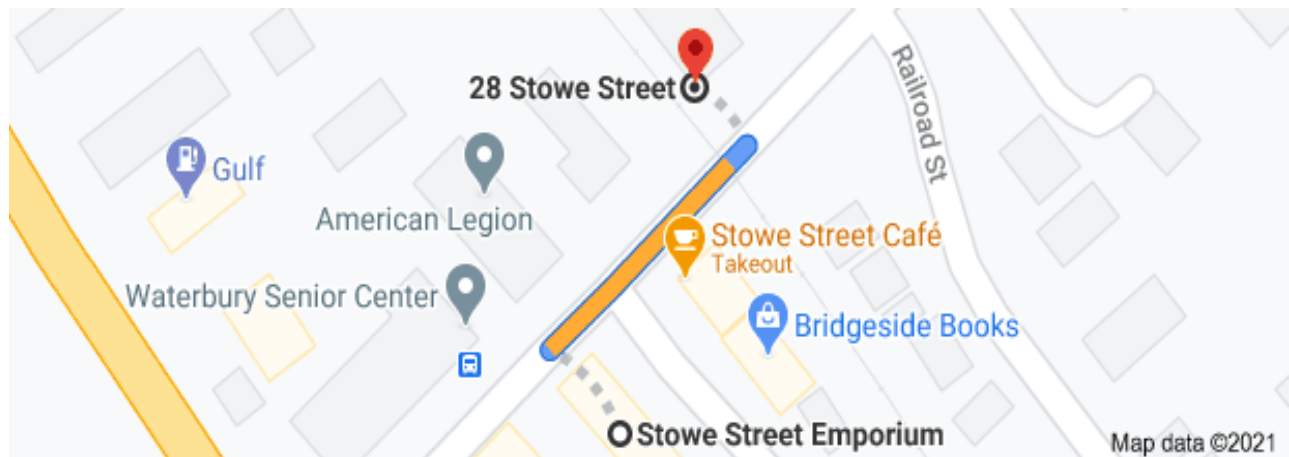 28 Stowe Street
Railroad St
Gulf
American Legion
Stowe Street Café
Takeout
Waterbury Senior Center
Bridgeside Books
Stowe Street Emporium
Map data ©2021